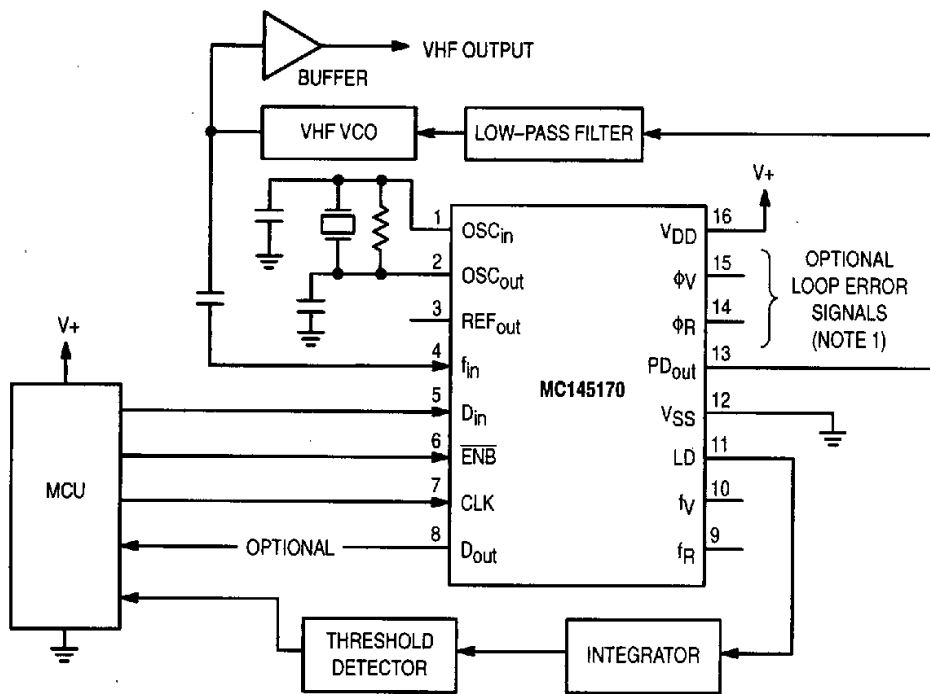 VHF OUTPUT
BUFFER
VHF VCO
LOW–PASS FILTER
V+
1
OSCin
16
VDD
2
OSCout
15
ϕV
OPTIONAL
LOOP ERROR
SIGNALS
(NOTE 1)
3
REFout
14
ϕR
V+
4
fin
13
PDout
MC145170
5
Din
12
VSS
6
ENB
11
LD
MCU
7
CLK
10
fV
OPTIONAL
8
Dout
9
fR
THRESHOLD
DETECTOR
INTEGRATOR